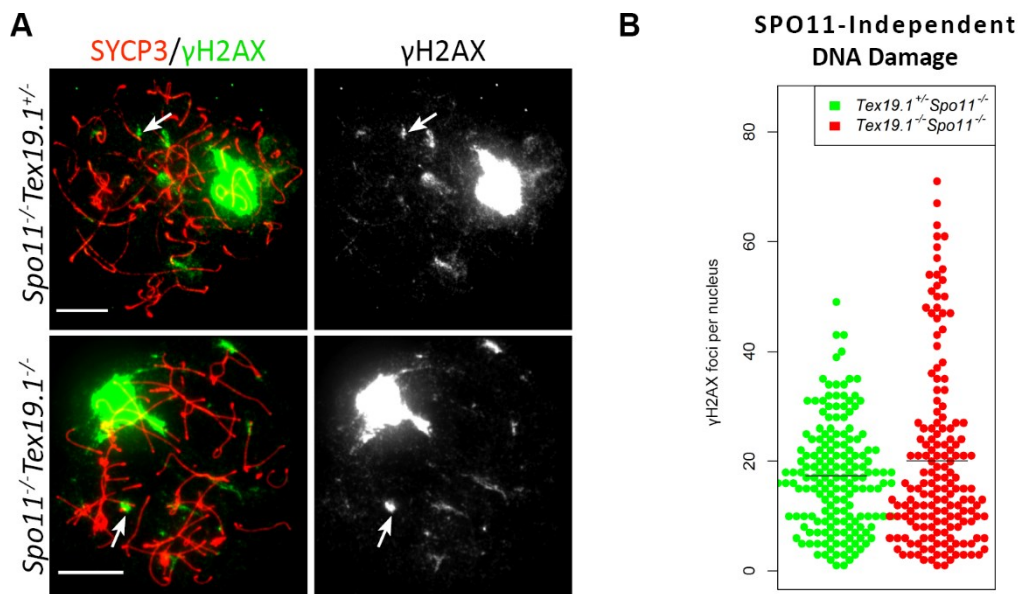 A
SYCP3/γH2AX
γH2AX
Spo11-/-Tex19.1+/-
Spo11-/-Tex19.1-/-
B
SPO11-Independent
DNA Damage
Tex19.1+/-Spo11-/-
Tex19.1-/-Spo11-/-
γH2AX foci per nucleus
80
60
40
20
0